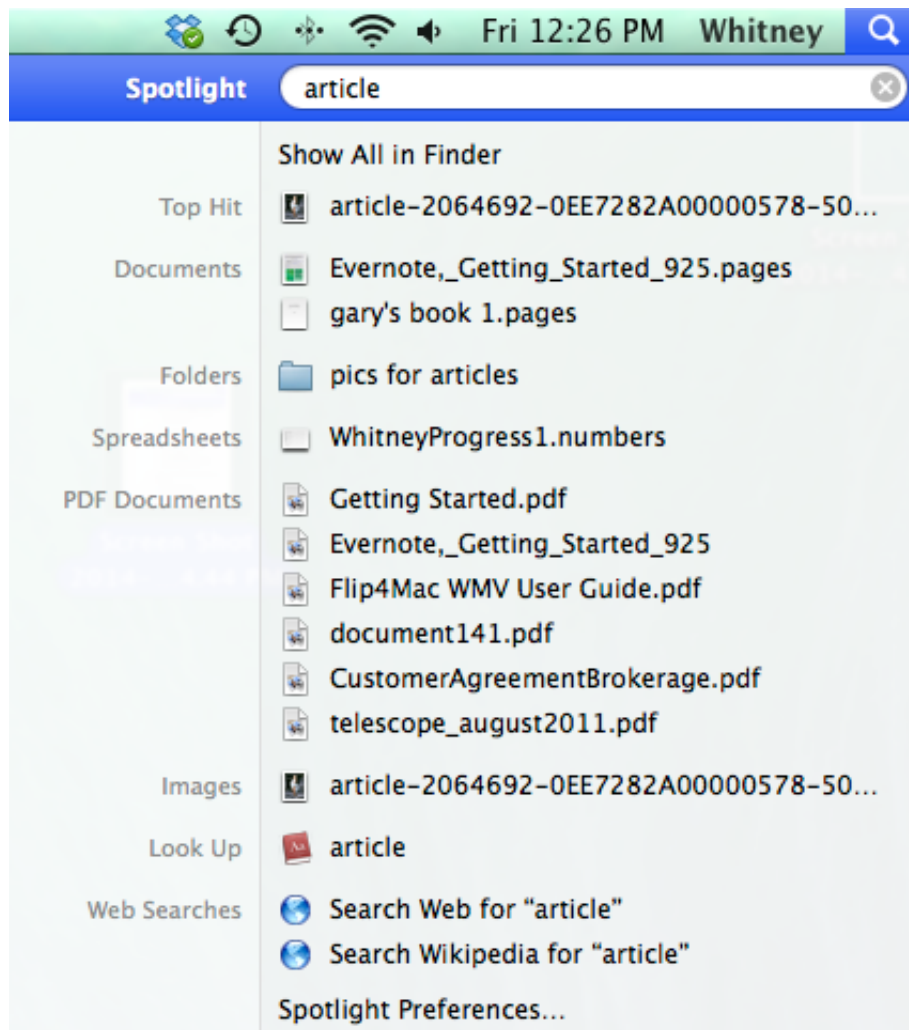 Fri 12:26 PM Whitney
Spotlight article
Show All in Finder
Top Hit article-2064692-0EE7282A00000578-50...
Documents Evernote,_Getting_Started_925.pages
gary's book 1.pages
Folders pics for articles
Spreadsheets WhitneyProgress1.numbers
PDF Documents Getting Started.pdf
Evernote,_Getting_Started_925
Flip4Mac WMV User Guide.pdf
document141.pdf
CustomerAgreementBrokerage.pdf
telescope_august2011.pdf
Images article-2064692-0EE7282A00000578-50...
Look Up article
Web Searches Search Web for “article”
Search Wikipedia for “article”
Spotlight Preferences...